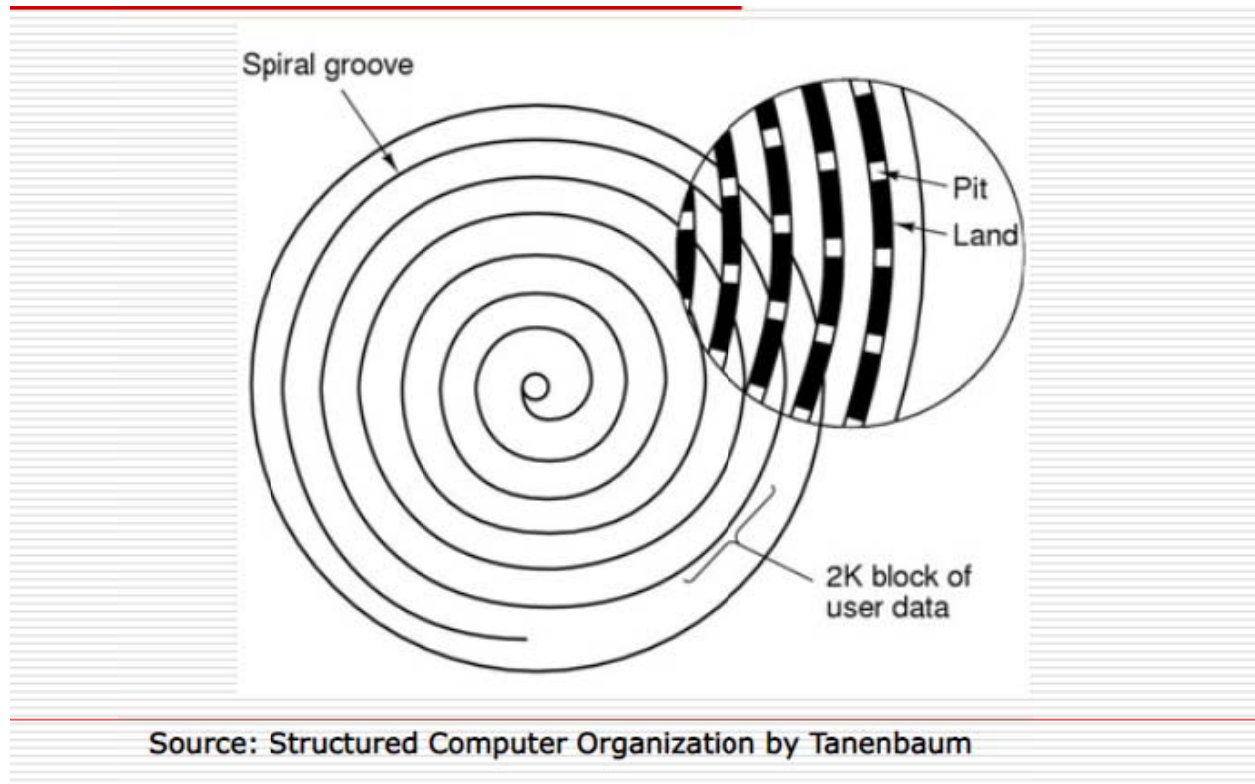 Spiral groove
Pit
Land
2K block of
user data
Source: Structured Computer Organization by Tanenbaum